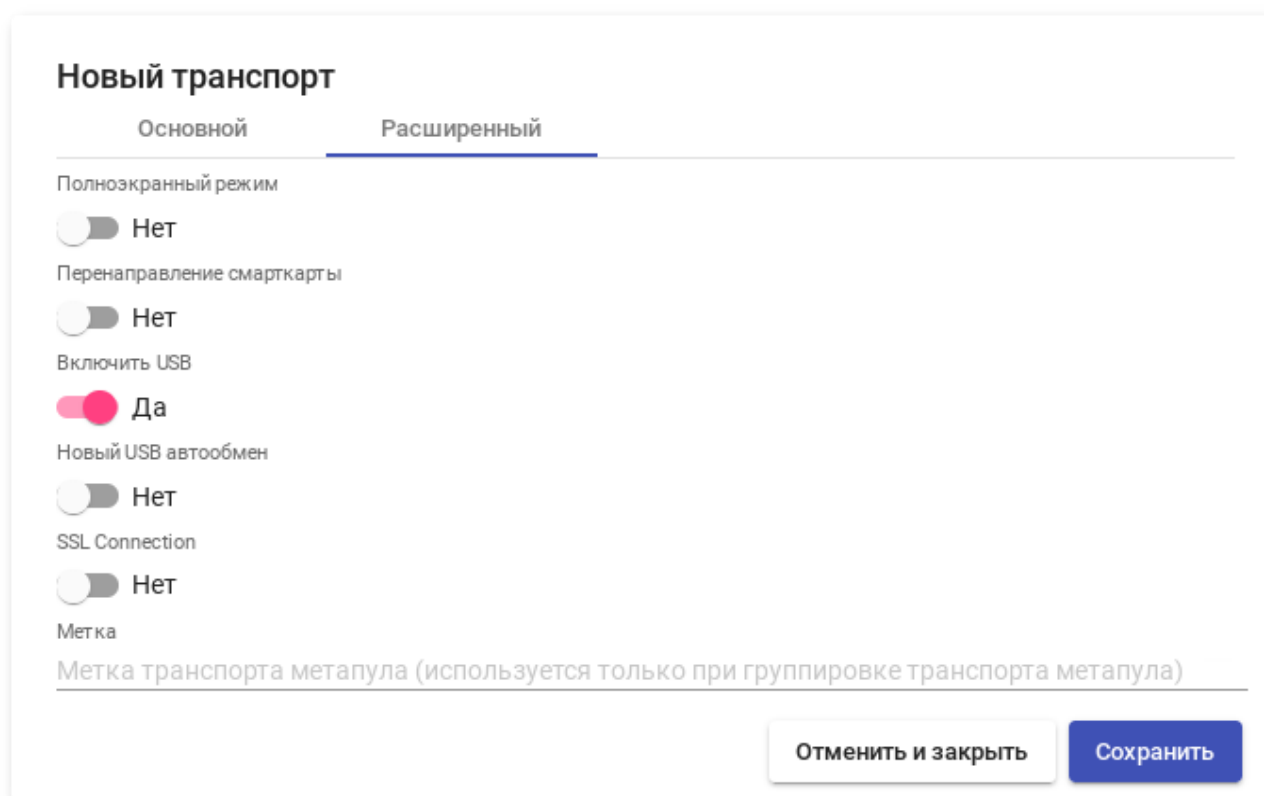 Новый транспорт
Основной Расширенный
Полноэкранный режим
Нет
Перенаправление смарткарты
Нет
Включить USB
Да
Новый USB автообмен
Нет
SSL Connection
Нет
Метка
Метка транспорта метапула (используется только при группировке транспорта метапула)
Отменить и закрыть Сохранить